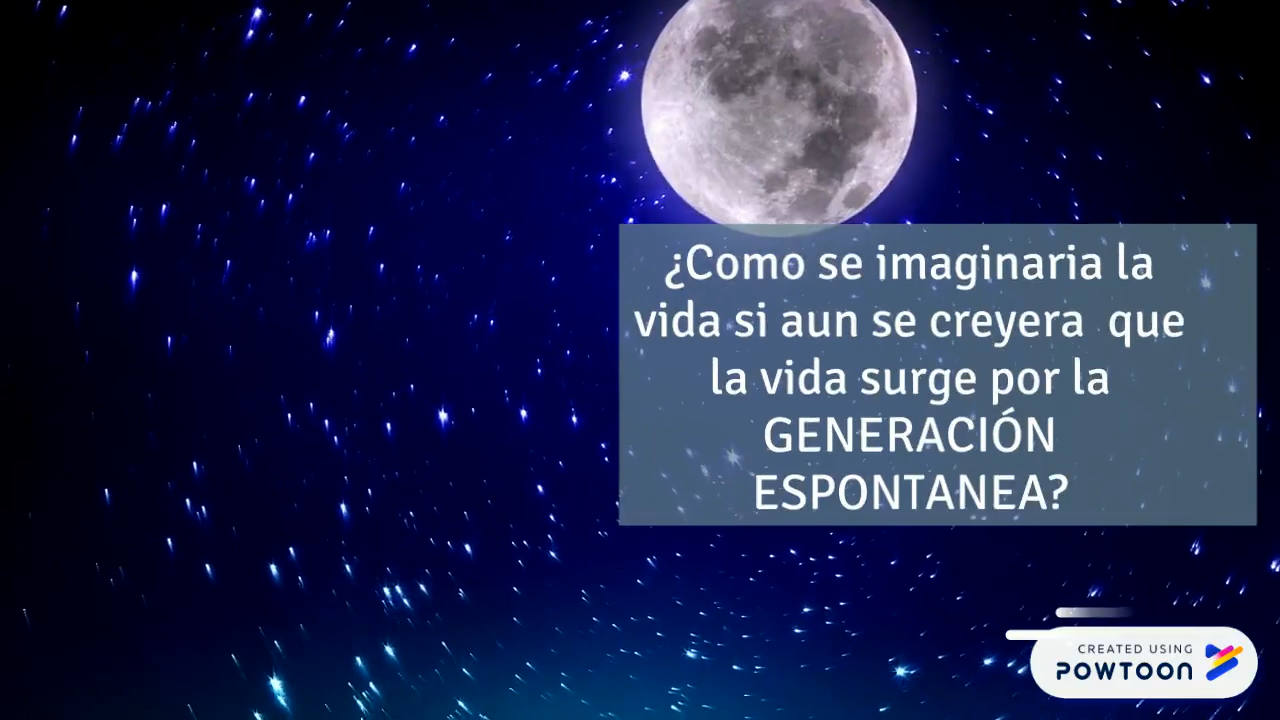 ¿Como se imaginaria la
vida si aun se creyera  que
la vida surge por la
GENERACIÓN
ESPONTANEA?
CREATED USING
POWTOON